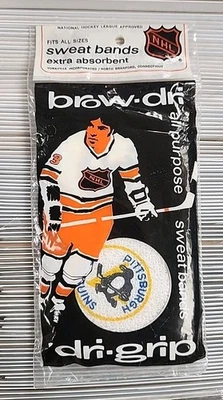 NATIONAL HOCKEY LEAGUE APPROVED
FITS ALL SIZES
sweat bands
extra absorbent
NHL
brow-dri
all purpose
sweat bands
NHL
PITTSBURGH
dri-grip